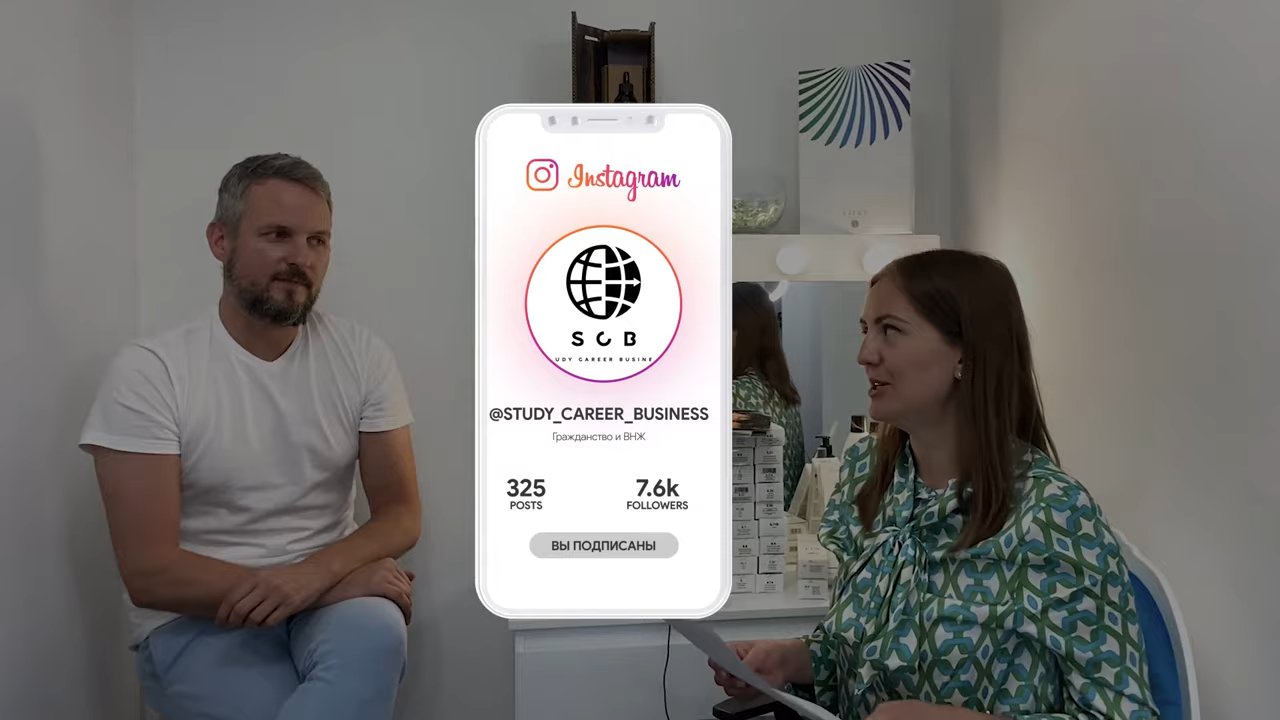 Instagram
SCB
UDY CAREER BUSINE
@STUDY_CAREER_BUSINESS
Гражданство и ВНЖ
325
POSTS
7.6k
FOLLOWERS
ВЫ ПОДПИСАНЫ